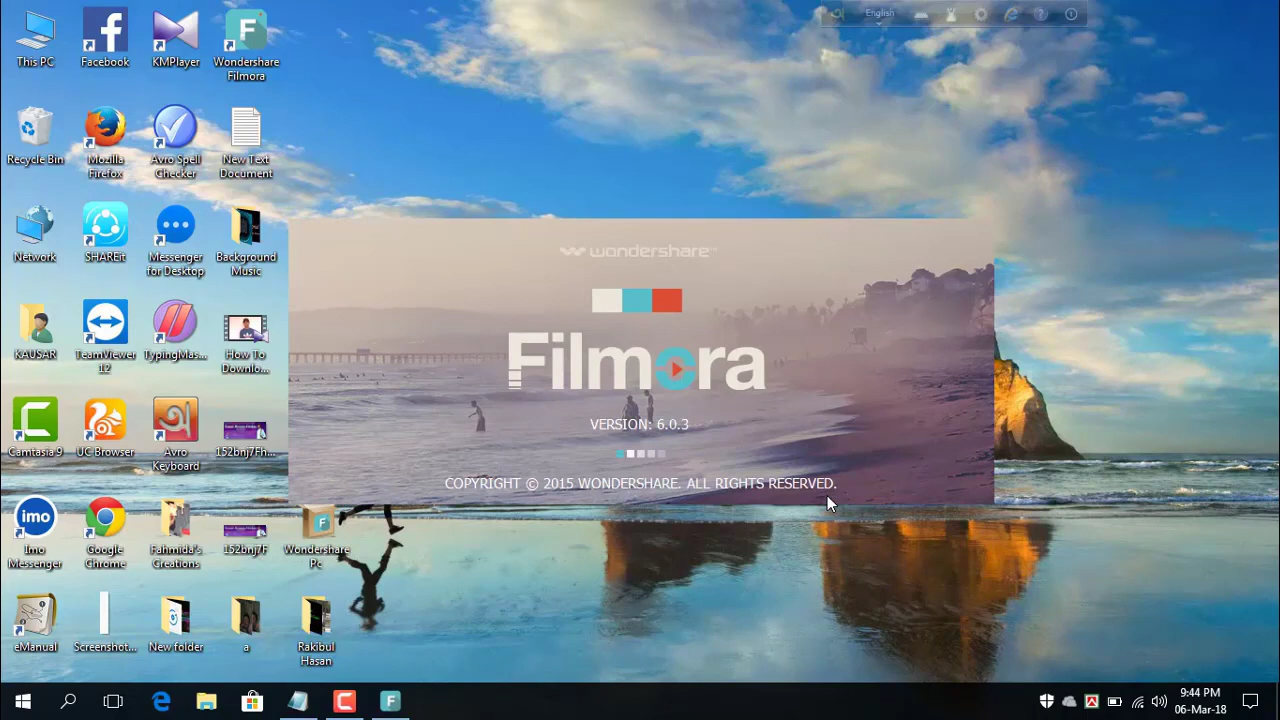 English
This PC
Facebook
KMPlayer
Wondershare
Filmora
Recycle Bin
Mozilla
Firefox
Avro Spell
Checker
New Text
Document
Network
SHAREit
Messenger
for Desktop
Background
Music
KAUSAR
TeamViewer
12
TypingMas...
How To
Downlo...
Camtasia 9
UC Browser
অ
Avro
Keyboard
152bnj7Fh...
imo
Imo
Messenger
Google
Chrome
Fahmida's
Creations
152bnj7F
Wondershare
Pc
eManual
Screenshot...
New folder
a
Rakibul
Hasan
wondershare™
Filmora
VERSION: 6.0.3
COPYRIGHT © 2015 WONDERSHARE. ALL RIGHTS RESERVED.
9:44 PM
06-Mar-18